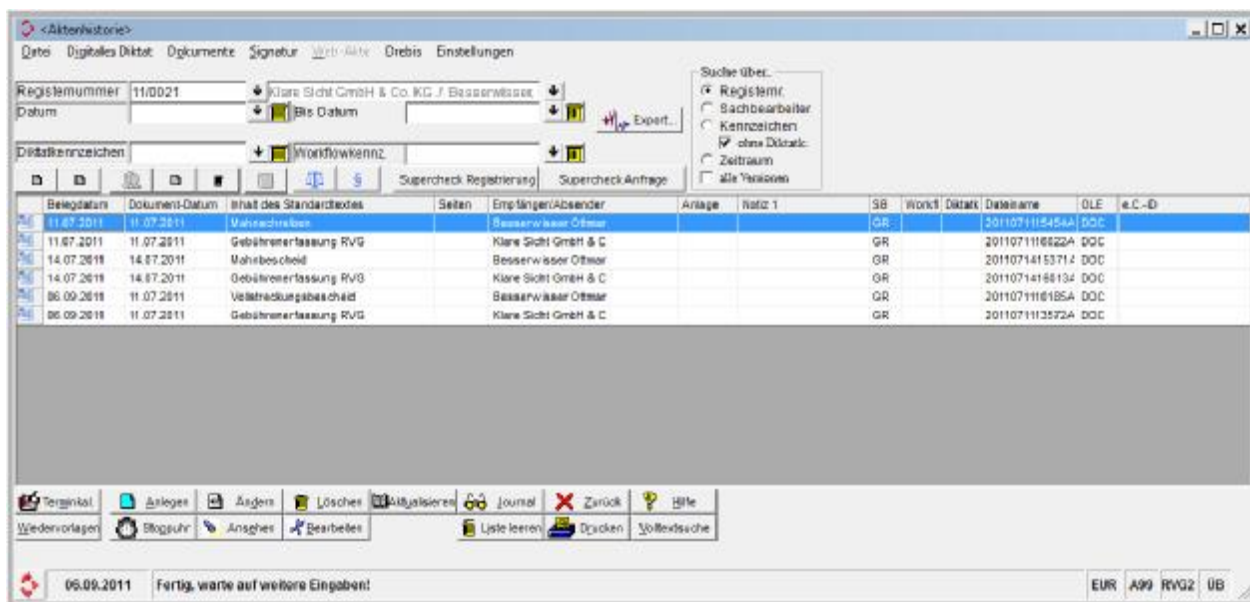 <Aktenhistorie>
Datei Digitales Diktat Dokumente Signatur Web-Akte Drebis Einstellungen
Suche über..
Registernummer 11/0021 Klare Sicht GmbH & Co. KG ./ Besserwisser,
Registernr.
Datum Bis Datum
Export...
Sachbearbeiter
Kennzeichen
ohne Diktatk.
Diktatkennzeichen Workflowkennz.
Zeitraum
§ Supercheck Registrierung Supercheck Anfrage
alle Versionen
Belegdatum Dokument-Datum Inhalt des Standardtextes Seiten Empfänger/Absender Anlage Notiz 1 SB Workfl Diktatk Dateiname OLE e.C.-ID
11.07.2011 11.07.2011 Mahnschreiben Besserwisser Ottmar GR DOC
11.07.2011 11.07.2011 Gebührenerfassung RVG Klare Sicht GmbH & C GR DOC
14.07.2011 14.07.2011 Mahnbescheid Besserwisser Ottmar GR DOC
14.07.2011 14.07.2011 Gebührenerfassung RVG Klare Sicht GmbH & C GR DOC
06.09.2011 11.07.2011 Vollstreckungsbescheid Besserwisser Ottmar GR DOC
06.09.2011 11.07.2011 Gebührenerfassung RVG Klare Sicht GmbH & C GR DOC
Terminkal. Anlegen Ändern Löschen Aktualisieren Journal Zurück Hilfe
Wiedervorlagen Stoppuhr Ansehen Bearbeiten Liste leeren Drucken Volltextsuche
06.09.2011 Fertig, warte auf weitere Eingaben! EUR A99 RVG2 ÜB